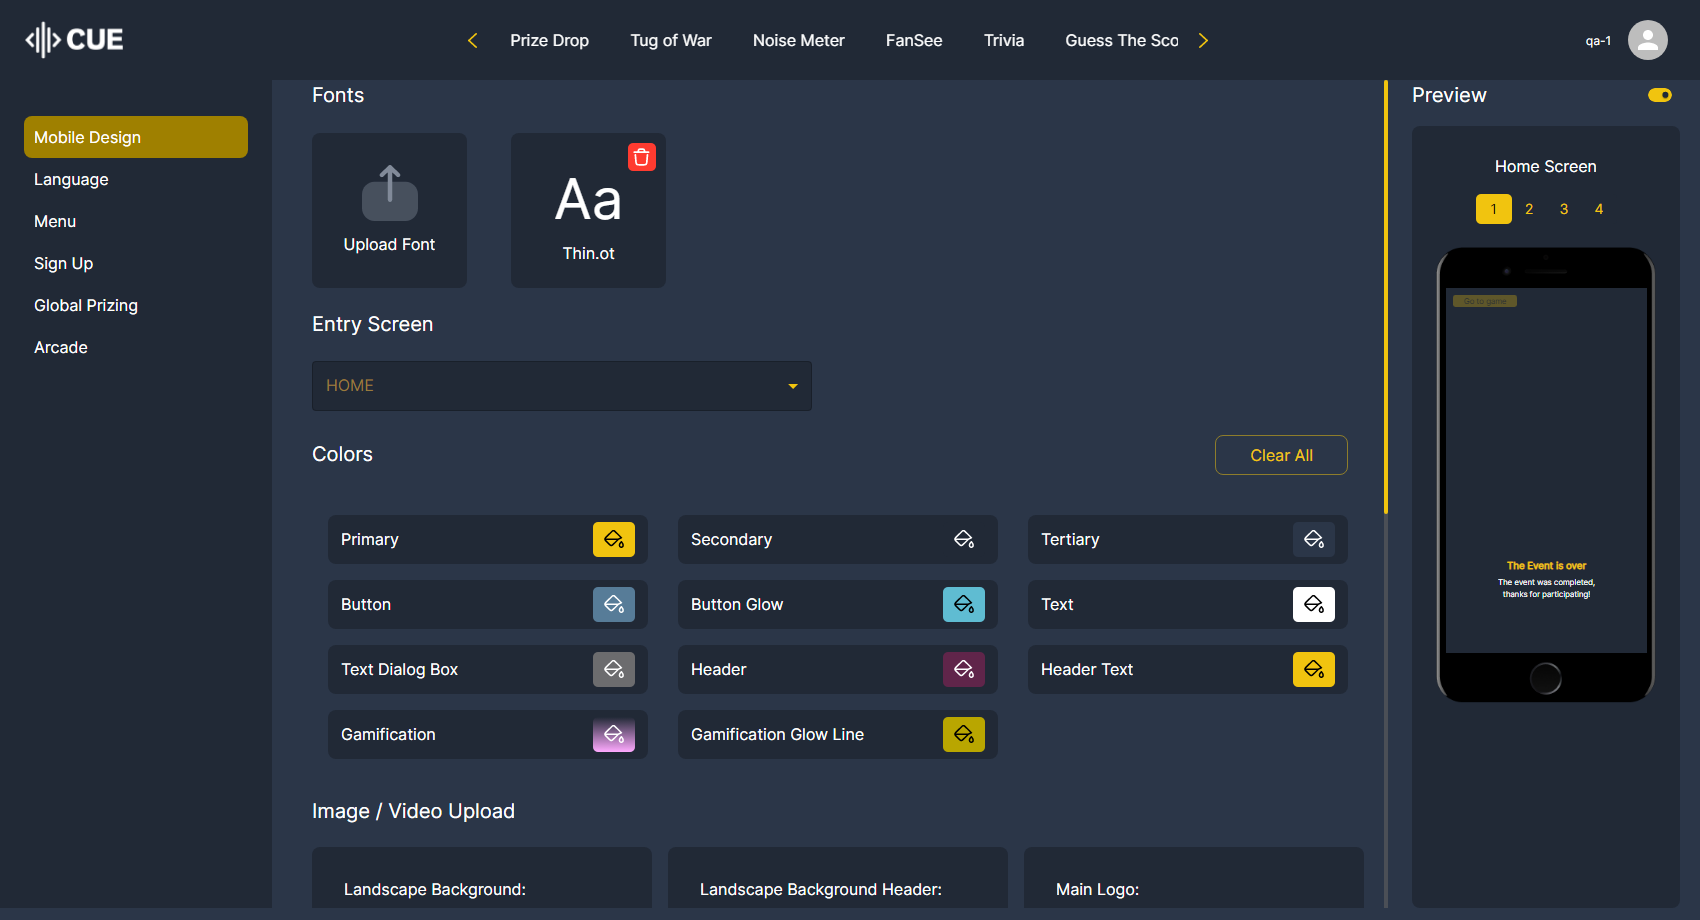 CUE
Prize Drop
Tug of War
Noise Meter
FanSee
Trivia
Guess The Sco
qa-1
Mobile Design
Language
Menu
Sign Up
Global Prizing
Arcade
Fonts
Upload Font
Aa
Thin.ot
Entry Screen
HOME
Colors
Clear All
Primary
Secondary
Tertiary
Button
Button Glow
Text
Text Dialog Box
Header
Header Text
Gamification
Gamification Glow Line
Image / Video Upload
Landscape Background:
Landscape Background Header:
Main Logo:
Preview
Home Screen
1 2 3 4
Go to game
The Event is over
The event was completed,
thanks for participating!